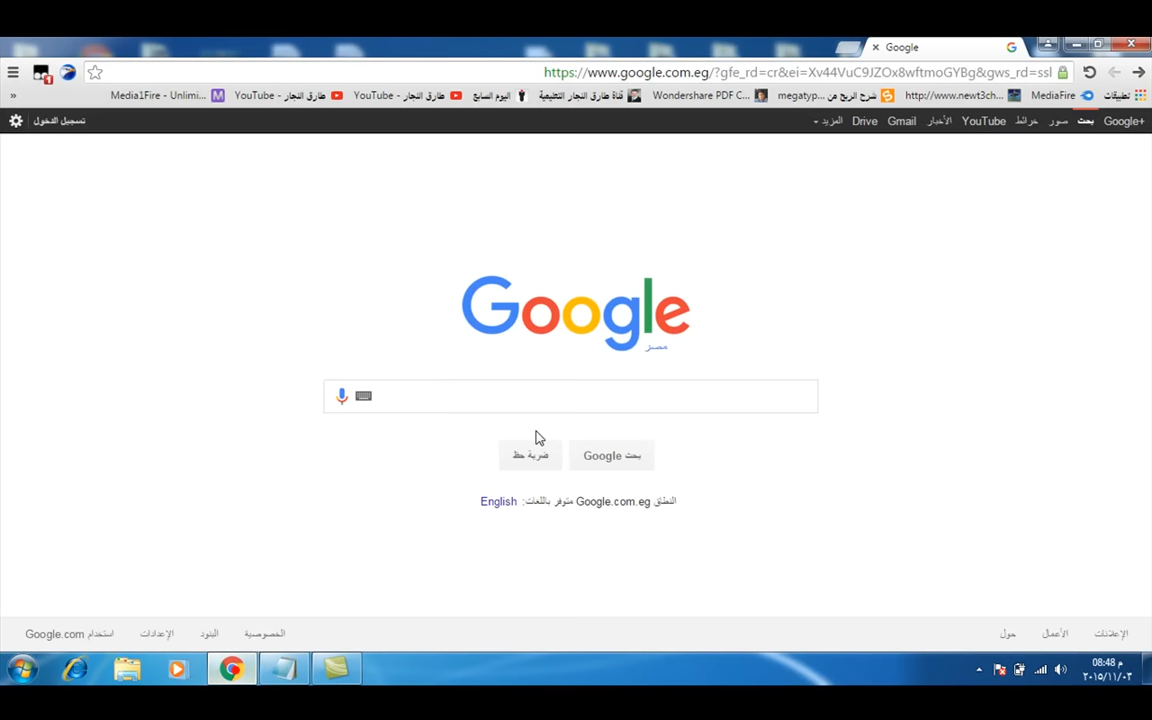 Google
https://www.google.com.eg/?gfe_rd=cr&ei=Xv44VuC9JZOx8wftmoGYBg&gws_rd=ssl
تطبيقات MediaFire http://www.newt3ch... شرح الربح من megatyp... Wondershare PDF C... قناة طارق النجار التعليمية اليوم السابع طارق النجار - YouTube طارق النجار - YouTube Media1Fire - Unlimi... »
Google+ بحث صور خرائط YouTube الأخبار Gmail Drive المزيد تسجيل الدخول
Google
مصر
بحث Google ضربة حظ
النطاق Google.com.eg متوفر باللغات: English
الإعلانات الأعمال حول الخصوصية البنود الإعدادات استخدام Google.com
08:48 م
٢٠١٥/١١/٠٣